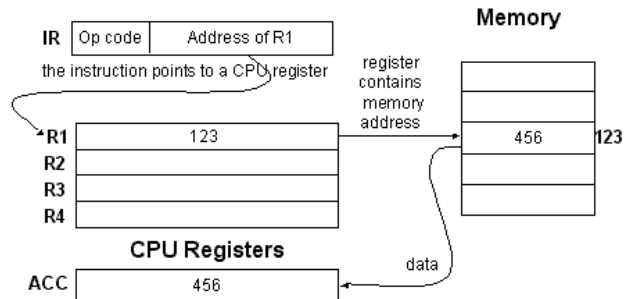 Memory
IR Op code Address of R1
the instruction points to a CPU register
register
contains
memory
address
R1 123
456 123
R2
R3
R4
CPU Registers
data
ACC 456